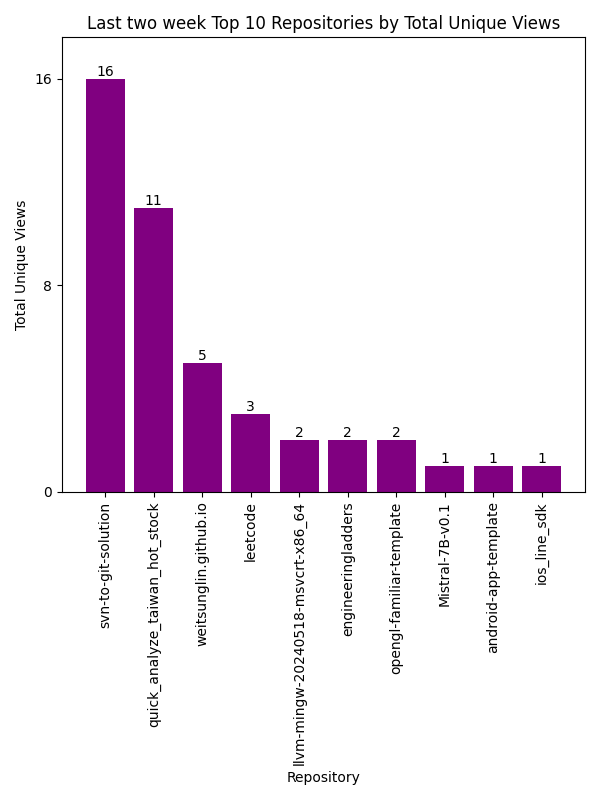 Last two week Top 10 Repositories by Total Unique Views
Total Unique Views
16
8
0
16
11
5
3
2
2
2
1
1
1
svn-to-git-solution
quick_analyze_taiwan_hot_stock
weitsunglin.github.io
leetcode
llvm-mingw-20240518-msvcrt-x86_64
engineeringladders
opengl-familiar-template
Mistral-7B-v0.1
android-app-template
ios_line_sdk
Repository